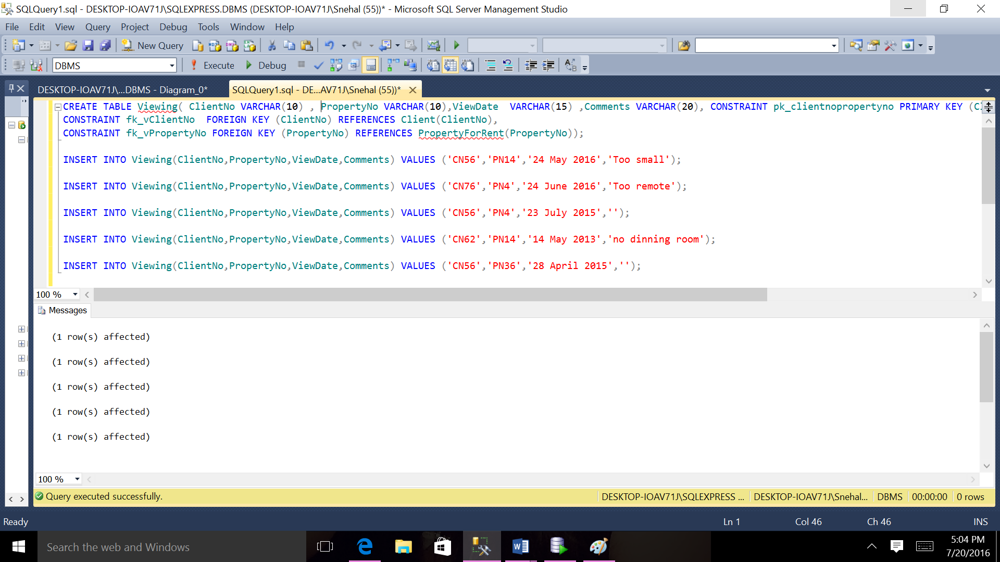 SQLQuery1.sql - DESKTOP-IOAV71J\SQLEXPRESS.DBMS (DESKTOP-IOAV71J\Snehal (55))* - Microsoft SQL Server Management Studio
File Edit View Query Project Debug Tools Window Help
New Query
DBMS Execute Debug
DESKTOP-IOAV71J\...DBMS - Diagram_0* SQLQuery1.sql - DE...AV71J\Snehal (55))*
CREATE TABLE Viewing( ClientNo VARCHAR(10) , PropertyNo VARCHAR(10),ViewDate  VARCHAR(15) ,Comments VARCHAR(20), CONSTRAINT pk_clientnopropertyno PRIMARY KEY (
CONSTRAINT fk_vClientNo  FOREIGN KEY (ClientNo) REFERENCES Client(ClientNo),
CONSTRAINT fk_vPropertyNo FOREIGN KEY (PropertyNo) REFERENCES PropertyForRent(PropertyNo));
INSERT INTO Viewing(ClientNo,PropertyNo,ViewDate,Comments) VALUES ('CN56','PN14','24 May 2016','Too small');
INSERT INTO Viewing(ClientNo,PropertyNo,ViewDate,Comments) VALUES ('CN76','PN4','24 June 2016','Too remote');
INSERT INTO Viewing(ClientNo,PropertyNo,ViewDate,Comments) VALUES ('CN56','PN4','23 July 2015','');
INSERT INTO Viewing(ClientNo,PropertyNo,ViewDate,Comments) VALUES ('CN62','PN14','14 May 2013','no dinning room');
INSERT INTO Viewing(ClientNo,PropertyNo,ViewDate,Comments) VALUES ('CN56','PN36','28 April 2015','');
100 %
Messages
(1 row(s) affected)
(1 row(s) affected)
(1 row(s) affected)
(1 row(s) affected)
(1 row(s) affected)
100 %
Query executed successfully. DESKTOP-IOAV71J\SQLEXPRESS ... DESKTOP-IOAV71J\Snehal... DBMS 00:00:00 0 rows
Ready Ln 1 Col 46 Ch 46 INS
Search the web and Windows
5:04 PM
7/20/2016